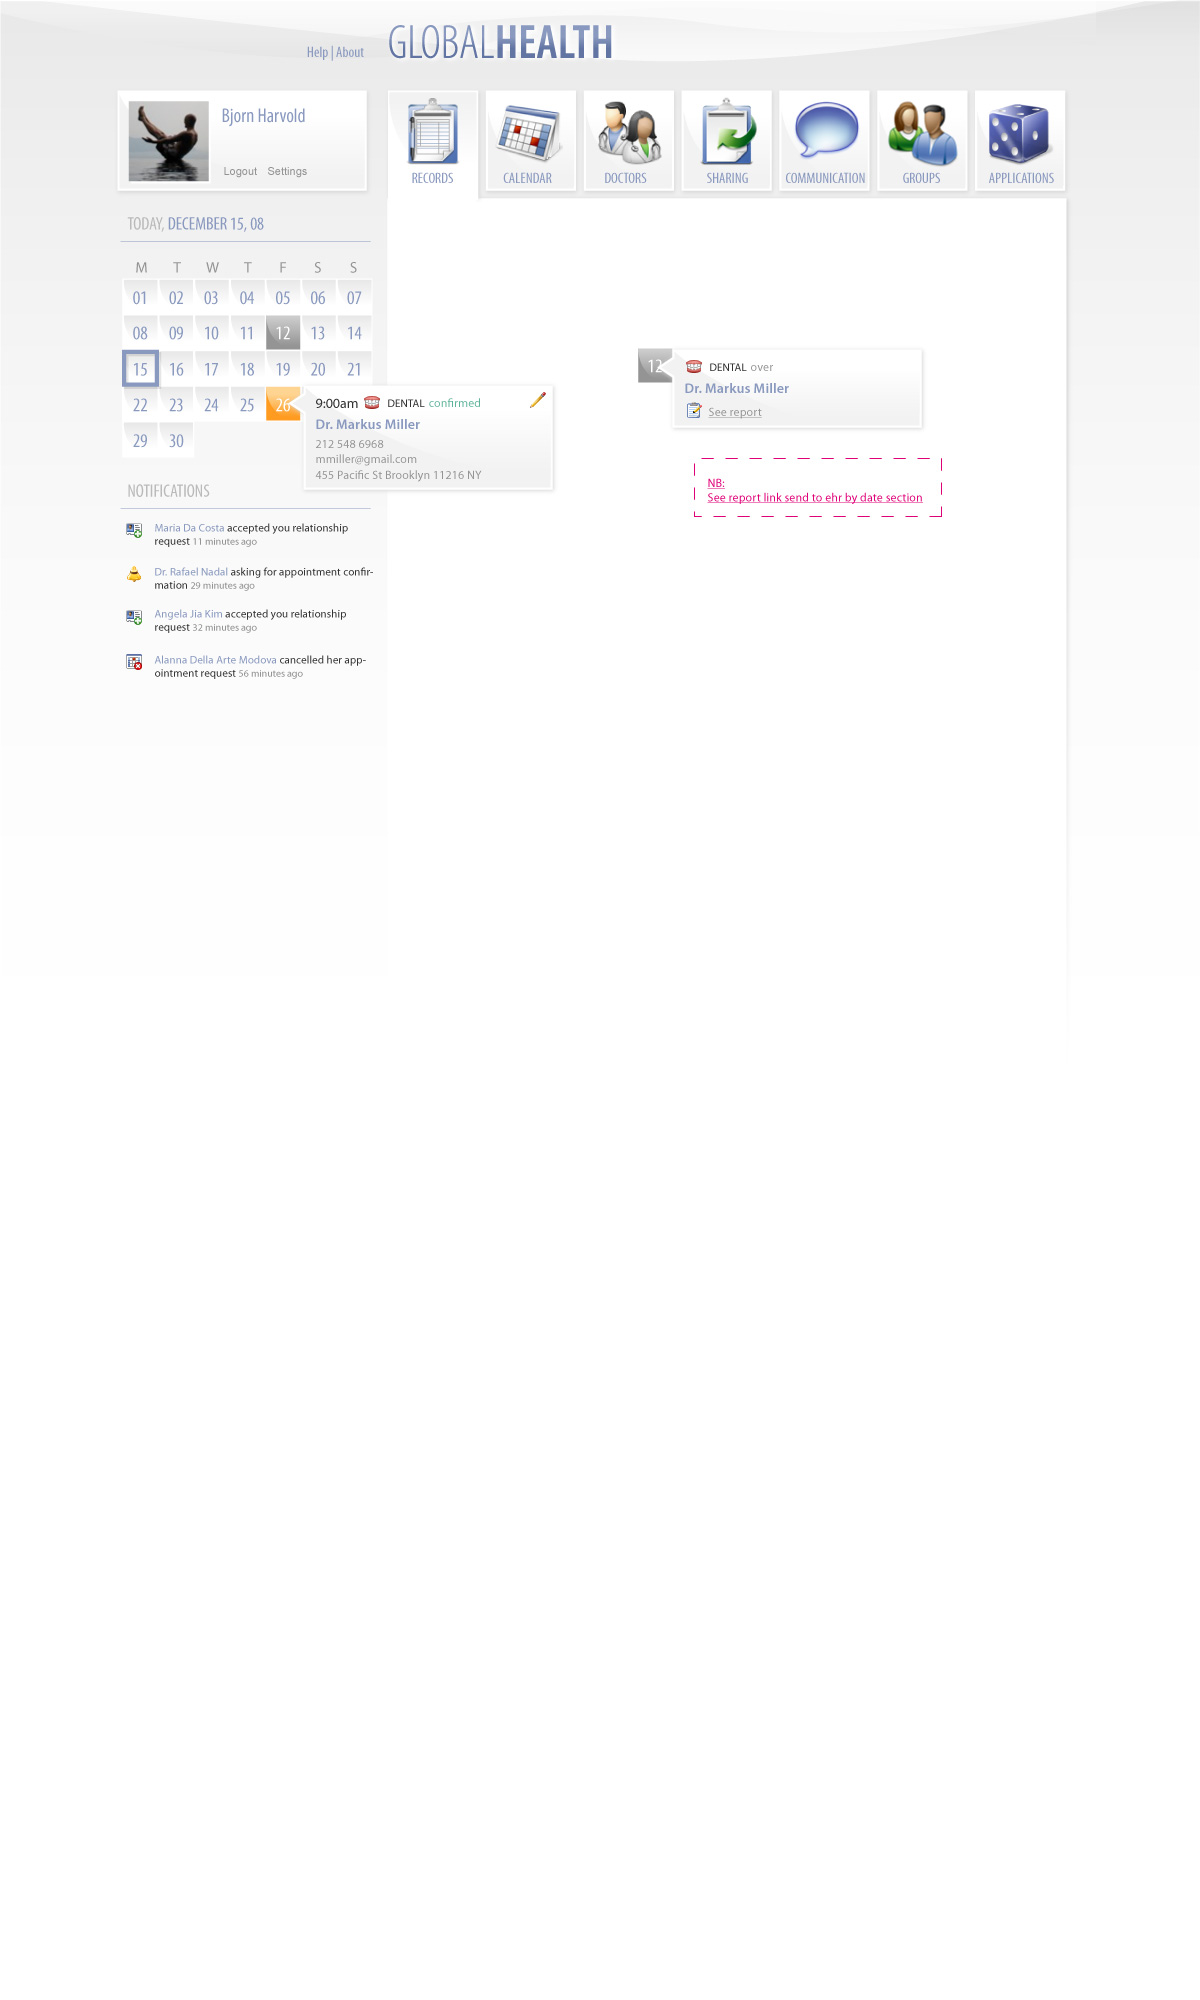 Help | About
GLOBALHEALTH
Bjorn Harvold
Logout Settings
RECORDS
CALENDAR
DOCTORS
SHARING
COMMUNICATION
GROUPS
APPLICATIONS
TODAY, DECEMBER 15, 08
M T W T F S S
01 02 03 04 05 06 07
08 09 10 11 12 13 14
15 16 17 18 19 20 21
22 23 24 25 26
29 30
9:00am DENTAL confirmed
Dr. Markus Miller
212 548 6968
mmiller@gmail.com
455 Pacific St Brooklyn 11216 NY
12 DENTAL over
Dr. Markus Miller
See report
NB:
See report link send to ehr by date section
NOTIFICATIONS
Maria Da Costa accepted you relationship
request 11 minutes ago
Dr. Rafael Nadal asking for appointment confir-
mation 29 minutes ago
Angela Jia Kim accepted you relationship
request 32 minutes ago
Alanna Della Arte Modova cancelled her app-
ointment request 56 minutes ago